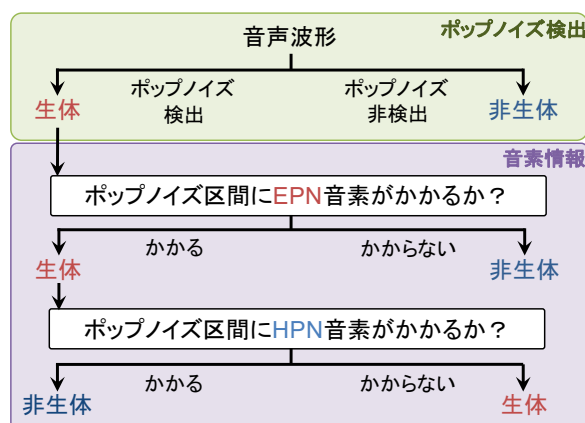 ポップノイズ検出
音声波形
ポップノイズ
検出
ポップノイズ
非検出
生体
非生体
音素情報
ポップノイズ区間にEPN音素がかかるか？
かかる
かからない
生体
非生体
ポップノイズ区間にHPN音素がかかるか？
かかる
かからない
非生体
生体